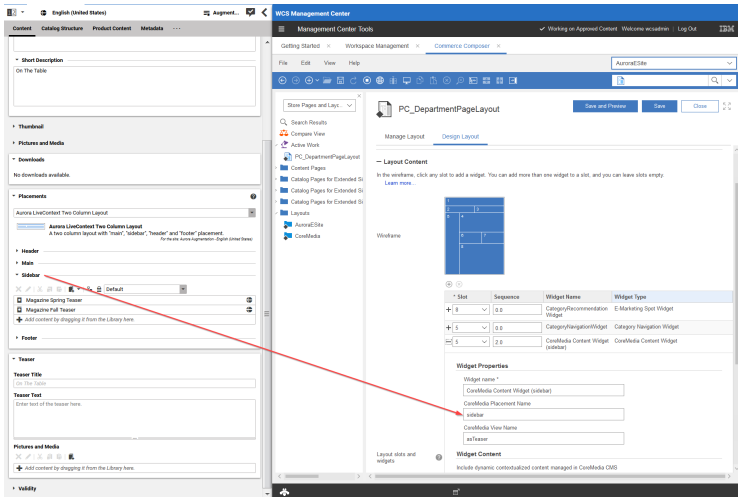 English (United States)
Augment...
Content Catalog Structure Product Content Metadata ...
Short Description
On The Table
Thumbnail
Pictures and Media
Downloads
No downloads available.
Placements
Aurora LiveContext Two Column Layout
Aurora LiveContext Two Column Layout
A two column layout with "main", "sidebar", "header" and "footer" placement.
For the site: Aurora Augmentation - English (United States)
Header
Main
Sidebar
Default
Magazine Spring Teaser
Magazine Fall Teaser
Add content by dragging it from the Library here.
Footer
Teaser
Teaser Title
On The Table
Teaser Text
Enter text of the teaser here.
Pictures and Media
Add content by dragging it from the Library here.
Validity
WCS Management Center
Management Center Tools
Working on Approved Content Welcome wcsadmin | Log Out IBM
Getting Started × Workspace Management × Commerce Composer ×
File Edit View Help
AuroraESite
Store Pages and Layo...
Search Results
Compare View
Active Work
PC_DepartmentPageLayout
Content Pages
Catalog Pages for Extended Si
Catalog Pages for Extended Si
Catalog Pages for Extended Si
Layouts
AuroraESite
CoreMedia
PC_DepartmentPageLayout
Save and Preview Save Close
Manage Layout Design Layout
Layout Content
In the wireframe, click any slot to add a widget. You can add more than one widget to a slot, and you can leave slots empty.
Learn more...
Wireframe
1
2 3
5 4
6 7
8
* Slot Sequence Widget Name Widget Type
8 0.0 CategoryRecommendation Widget E-Marketing Spot Widget
5 0.0 CategoryNavigationWidget Category Navigation Widget
5 2.0 CoreMedia Content Widget (sidebar) CoreMedia Content Widget
Widget Properties
Widget name *
CoreMedia Content Widget (sidebar)
CoreMedia Placement Name
sidebar
CoreMedia View Name
asTeaser
Layout slots and widgets
Widget Content
Include dynamic contextualized content managed in CoreMedia CMS